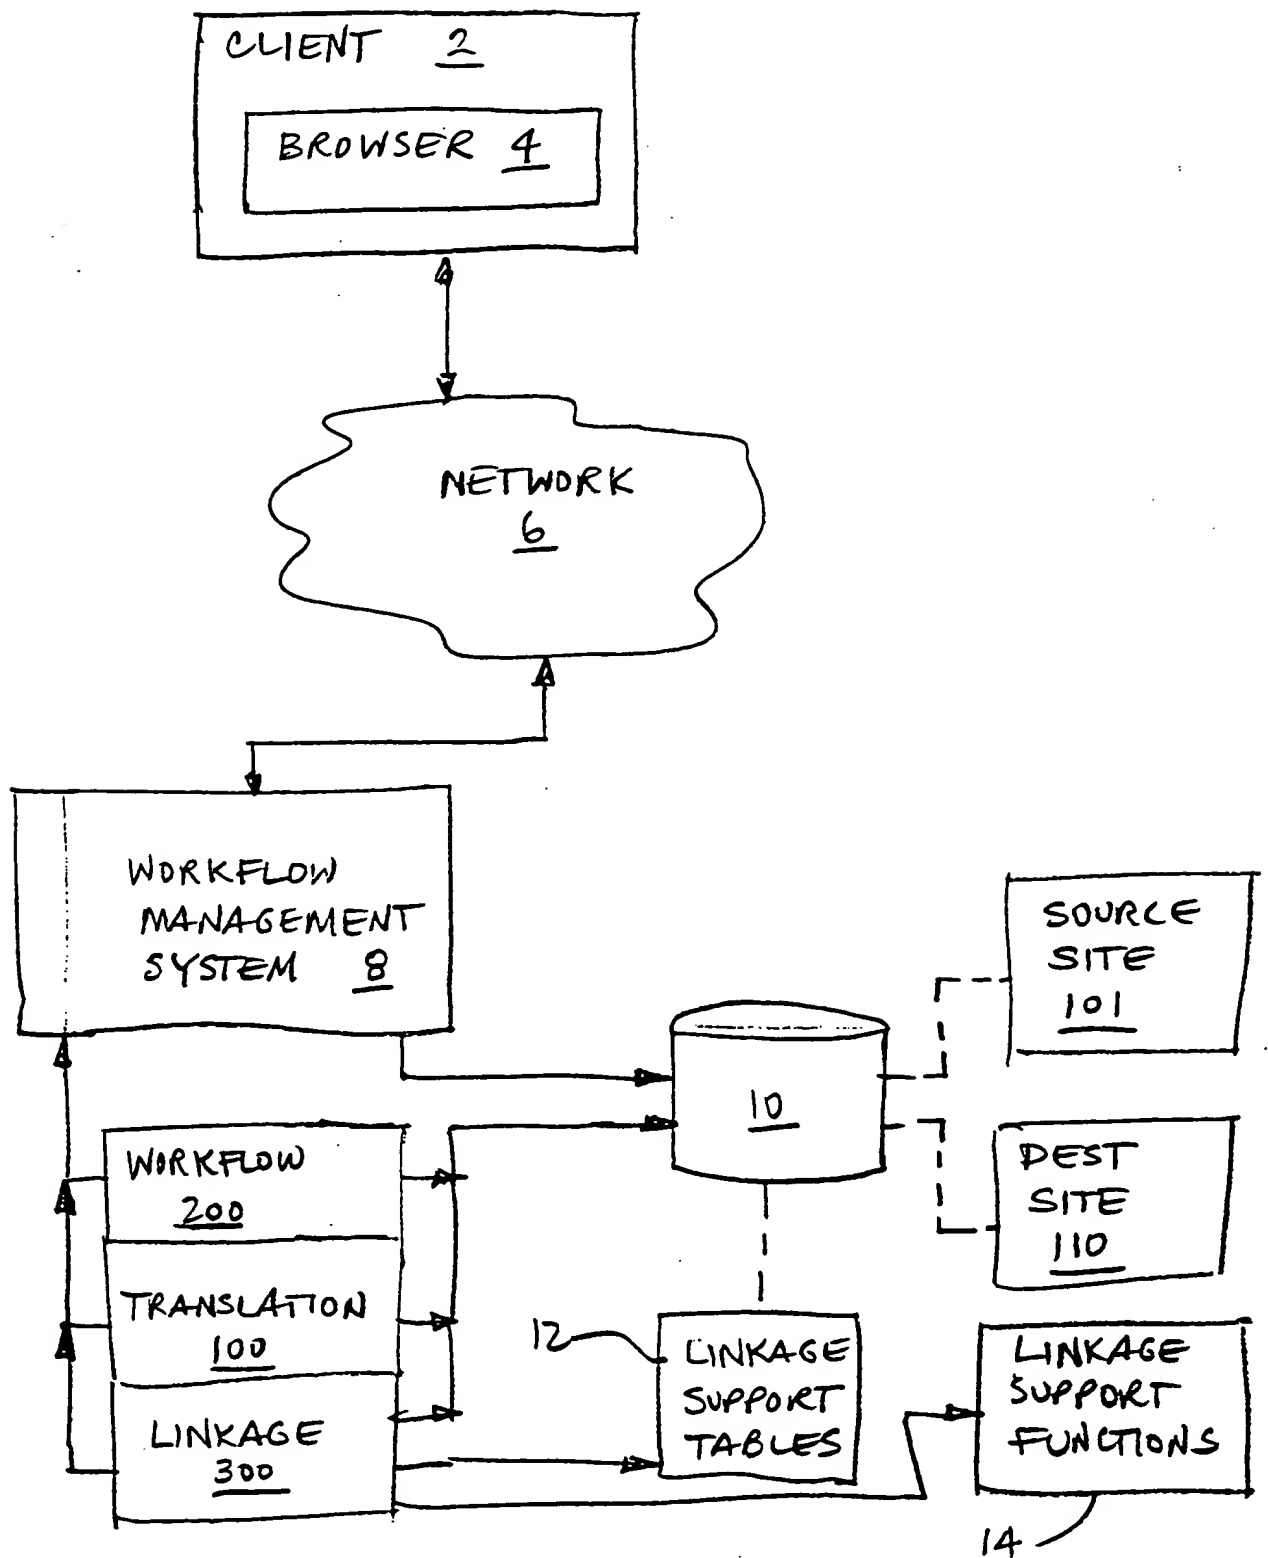 CLIENT 2
BROWSER 4
NETWORK
6
WORKFLOW
MANAGEMENT
SYSTEM 8
SOURCE
SITE
101
10
DEST
SITE
110
WORKFLOW
200
TRANSLATION
100
LINKAGE
300
12
LINKAGE
SUPPORT
TABLES
LINKAGE
SUPPORT
FUNCTIONS
14